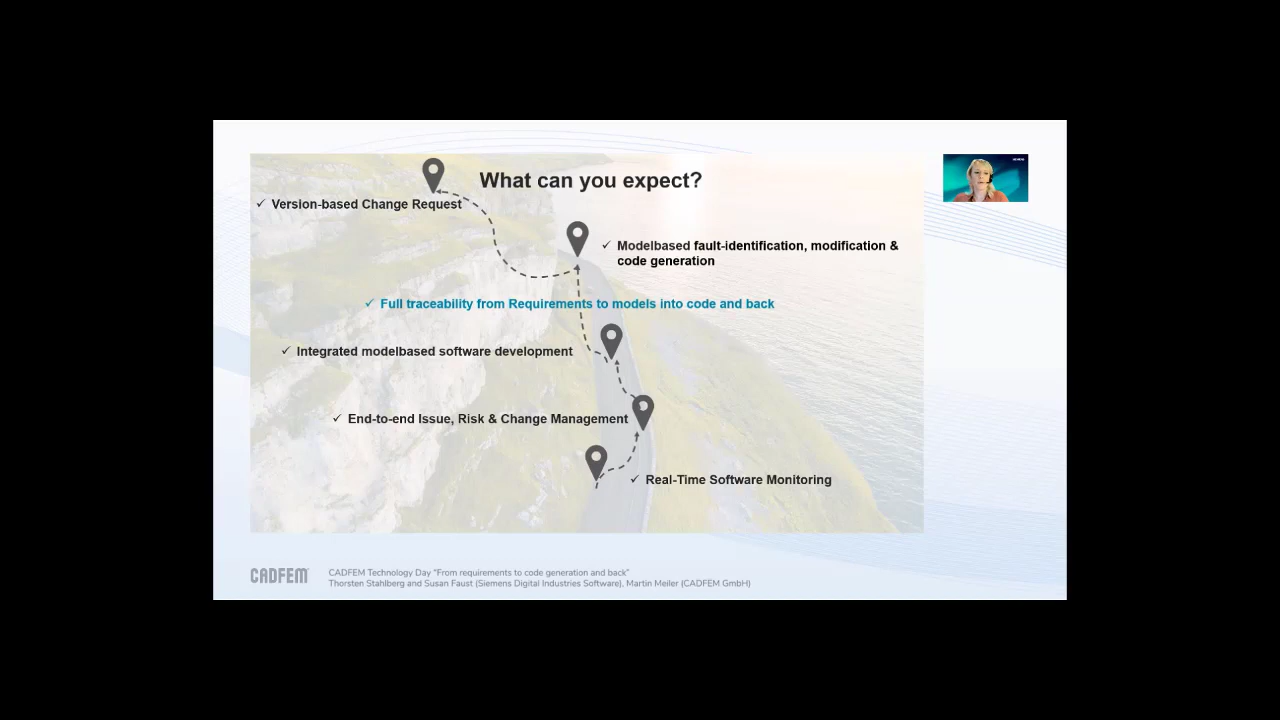 What can you expect?
✓ Version-based Change Request
✓ Modelbased fault-identification, modification &
code generation
✓ Full traceability from Requirements to models into code and back
✓ Integrated modelbased software development
✓ End-to-end Issue, Risk & Change Management
✓ Real-Time Software Monitoring
SIEMENS
CADFEM
CADFEM Technology Day "From requirements to code generation and back"
Thorsten Stahlberg and Susan Faust (Siemens Digital Industries Software), Martin Meiler (CADFEM GmbH)